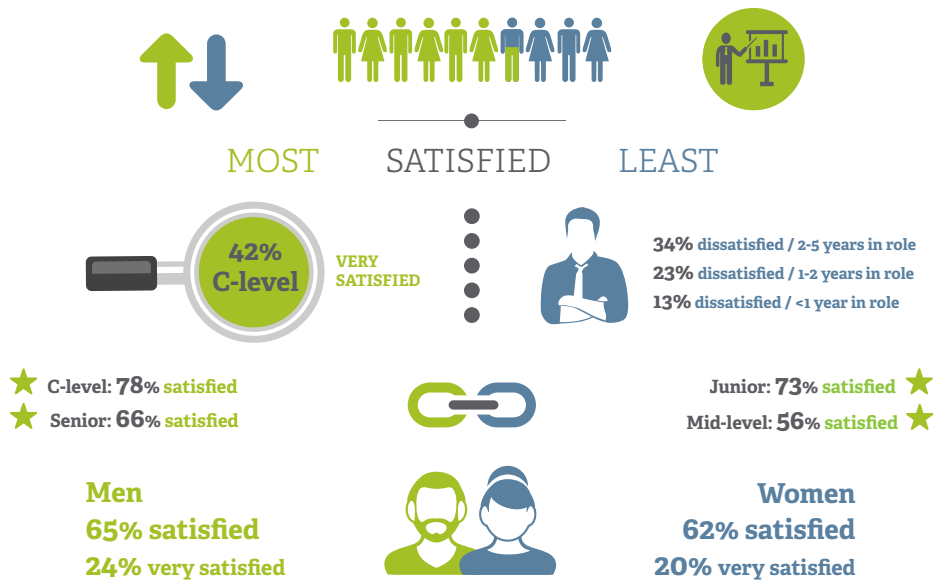 MOST SATISFIED LEAST
42%
C-level
VERY
SATISFIED
34% dissatisfied / 2-5 years in role
23% dissatisfied / 1-2 years in role
13% dissatisfied / <1 year in role
C-level: 78% satisfied
Senior: 66% satisfied
Junior: 73% satisfied
Mid-level: 56% satisfied
Men
65% satisfied
24% very satisfied
Women
62% satisfied
20% very satisfied